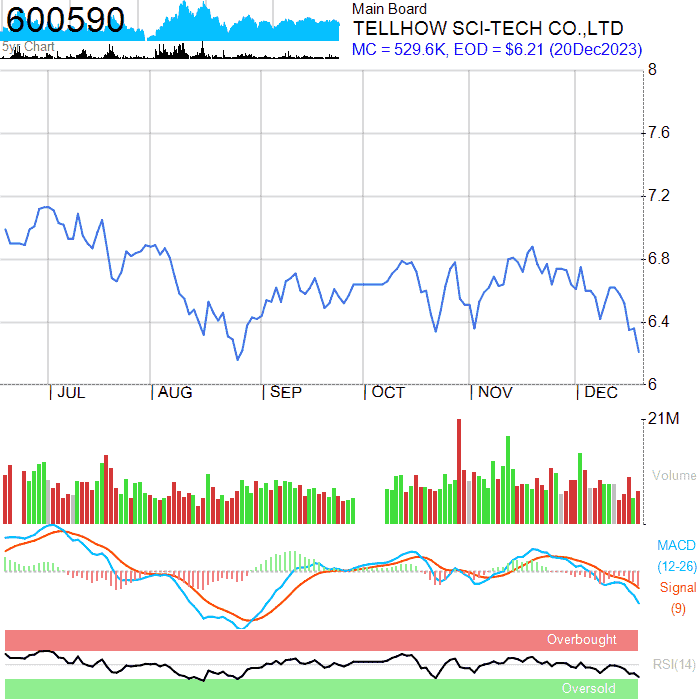 600590
5yr Chart
Main Board
TELLHOW SCI-TECH CO.,LTD
MC = 529.6K, EOD = $6.21 (20Dec2023)
8
7.6
7.2
6.8
6.4
6
JUL
AUG
SEP
OCT
NOV
DEC
21M
Volume
MACD
(12-26)
Signal
(9)
Overbought
RSI(14)
Oversold